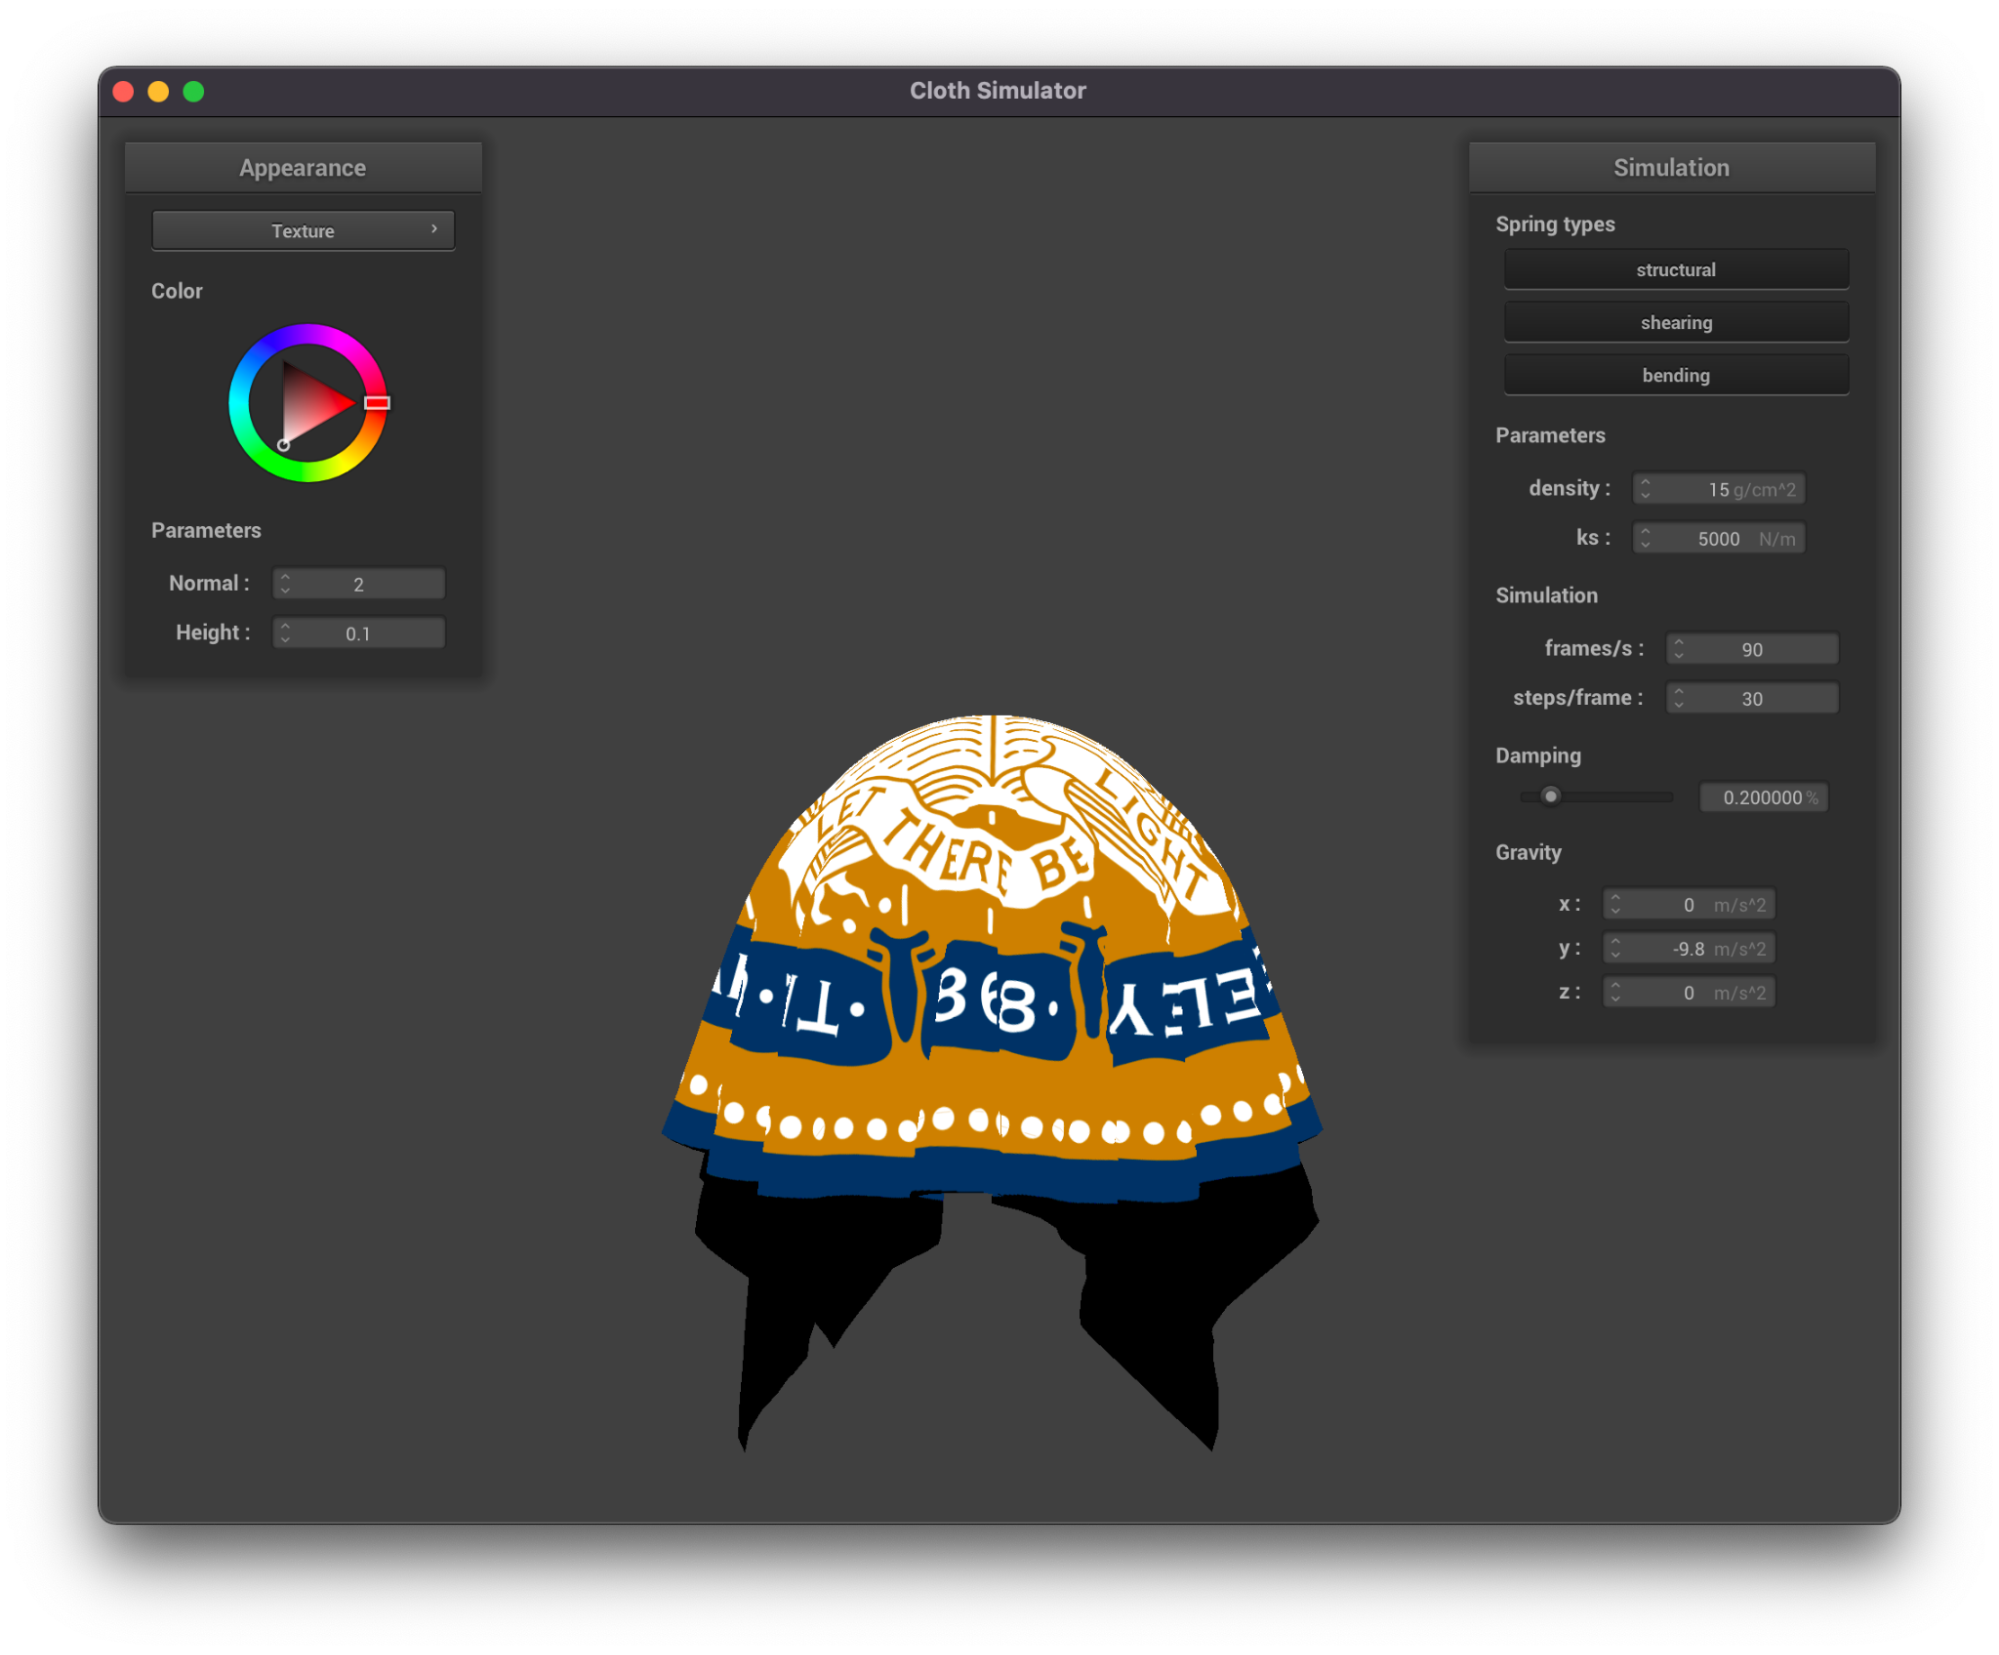 Cloth Simulator
Appearance
Texture
Color
Parameters
Normal : 2
Height : 0.1
Simulation
Spring types
structural
shearing
bending
Parameters
density : 15 g/cm^2
ks : 5000 N/m
Simulation
frames/s : 90
steps/frame : 30
Damping
0.200000 %
Gravity
x : 0 m/s^2
y : -9.8 m/s^2
z : 0 m/s^2
LET THERE BE LIGHT